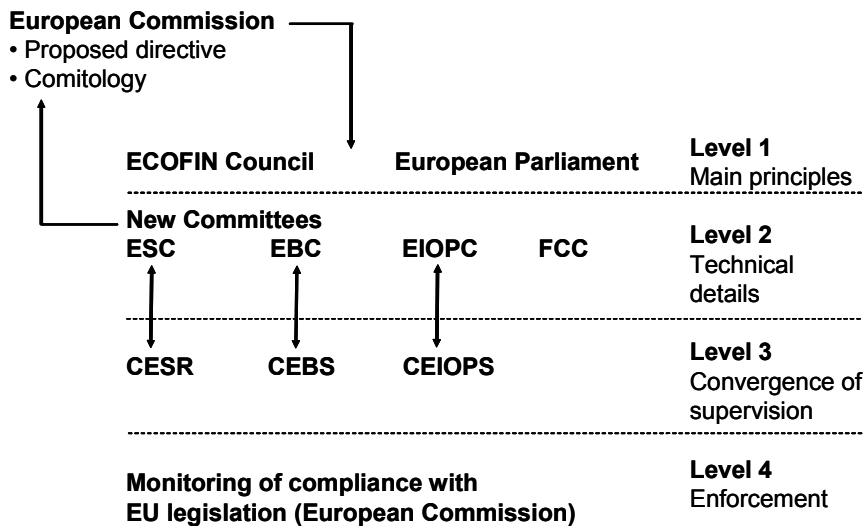 European Commission
• Proposed directive
• Comitology
ECOFIN Council European Parliament Level 1
Main principles
New Committees
ESC EBC EIOPC FCC Level 2
Technical
details
CESR CEBS CEIOPS Level 3
Convergence of
supervision
Monitoring of compliance with
EU legislation (European Commission)
Level 4
Enforcement